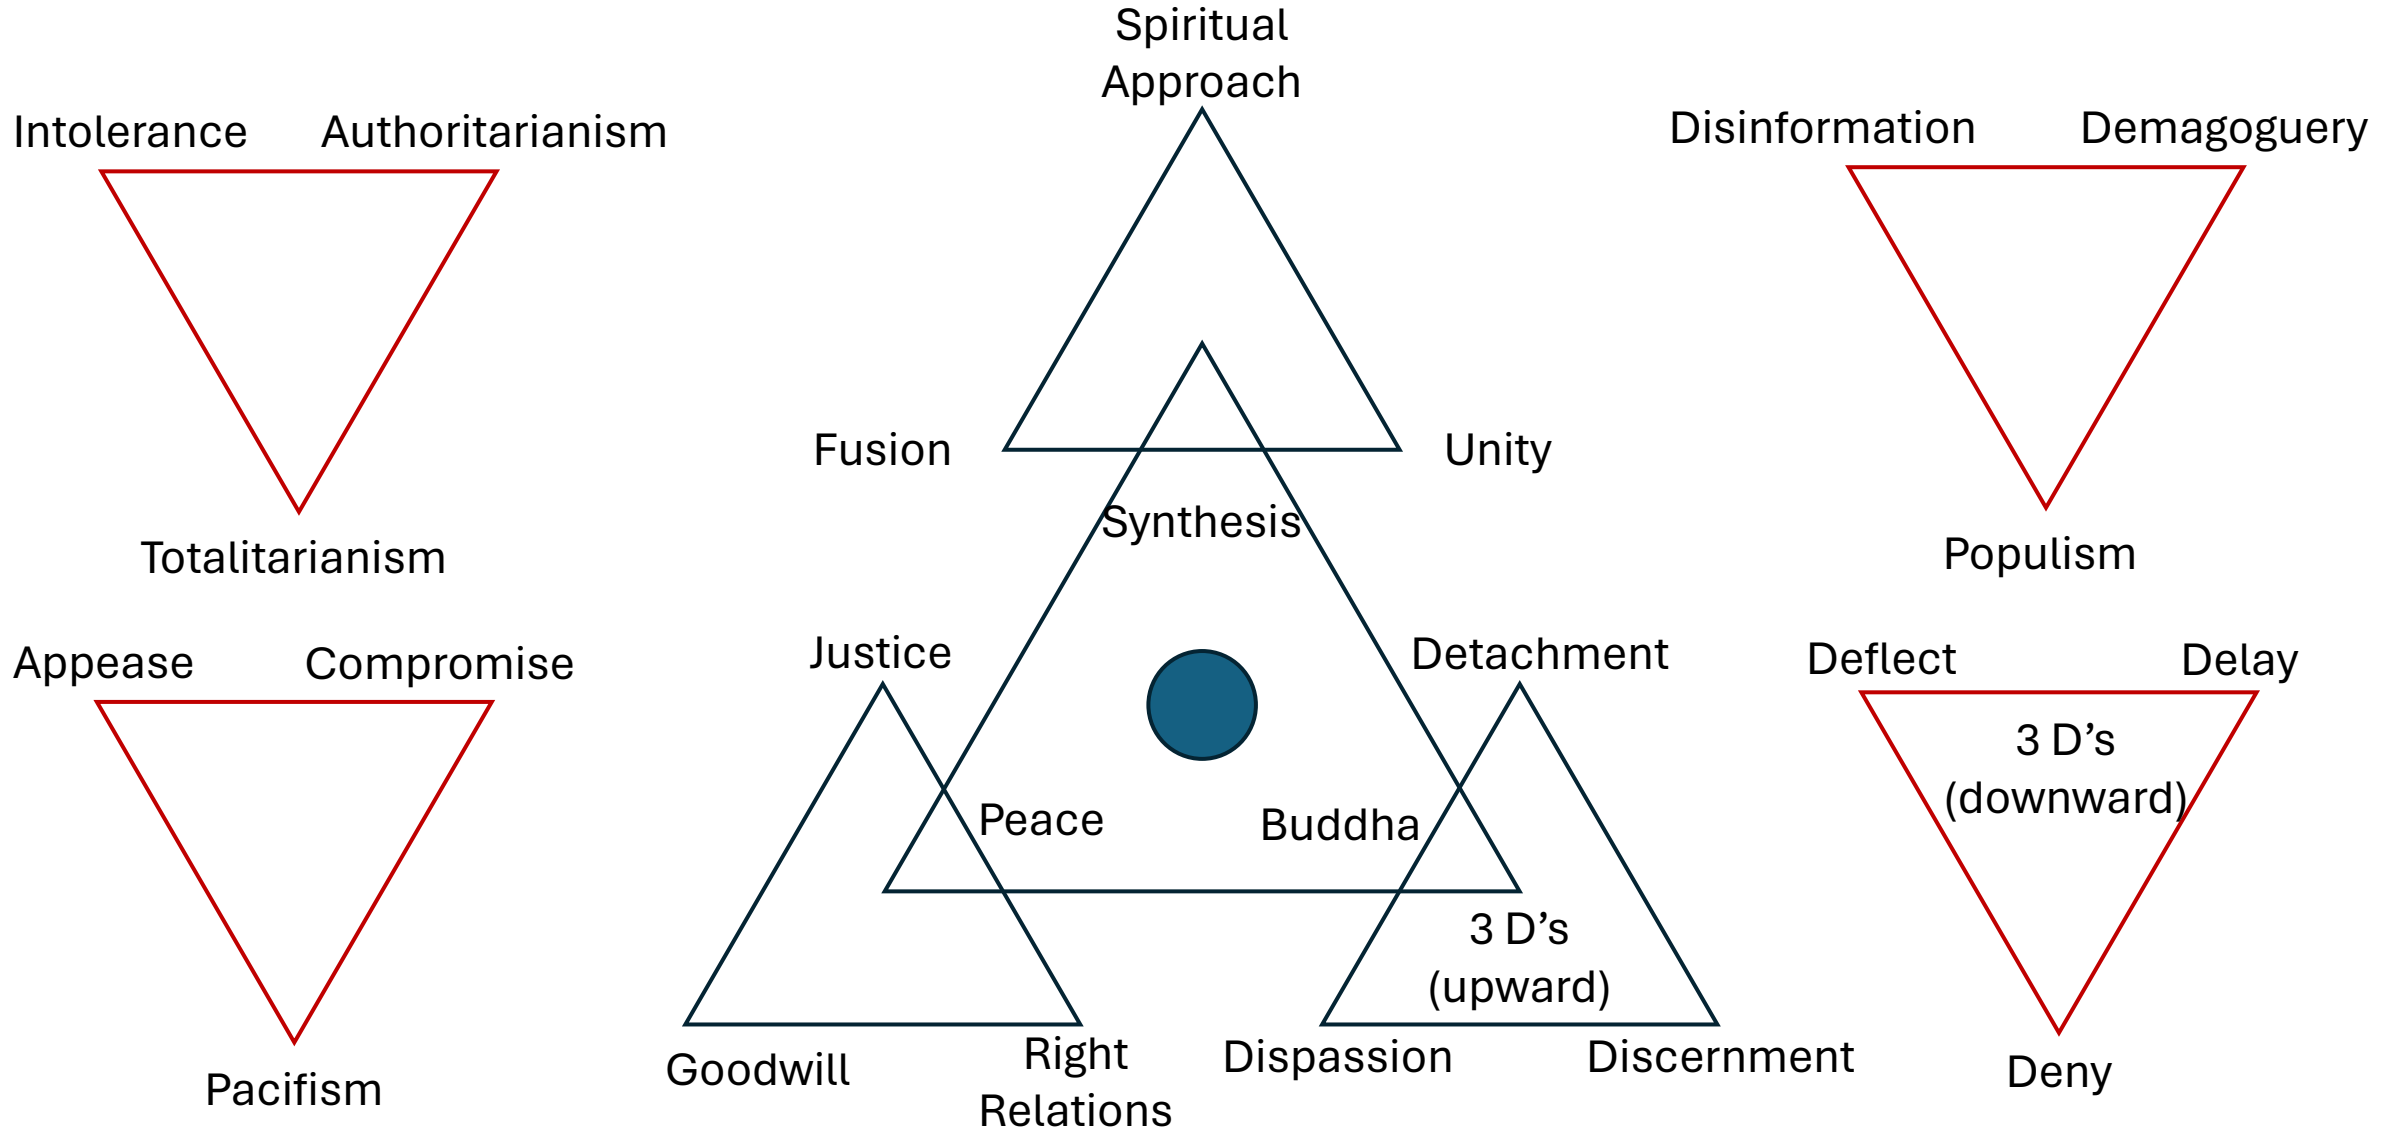 Spiritual
Approach
Intolerance
Authoritarianism
Disinformation
Demagoguery
Fusion
Unity
Synthesis
Totalitarianism
Populism
Appease
Compromise
Justice
Detachment
Deflect
Delay
3 D’s
(downward)
Peace
Buddha
3 D’s
(upward)
Pacifism
Goodwill
Right
Relations
Dispassion
Discernment
Deny